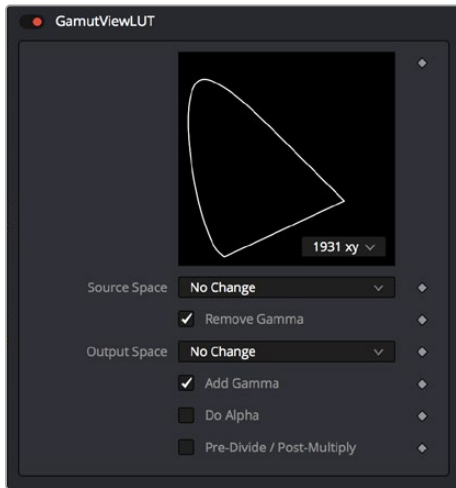 GamutViewLUT
1931 xy
Source Space No Change
Remove Gamma
Output Space No Change
Add Gamma
Do Alpha
Pre-Divide / Post-Multiply